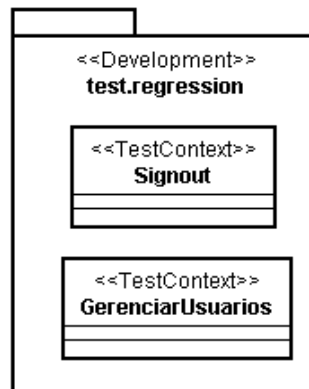 <<Development>>
test.regression
<<TestContext>>
Signout
<<TestContext>>
GerenciarUsuarios